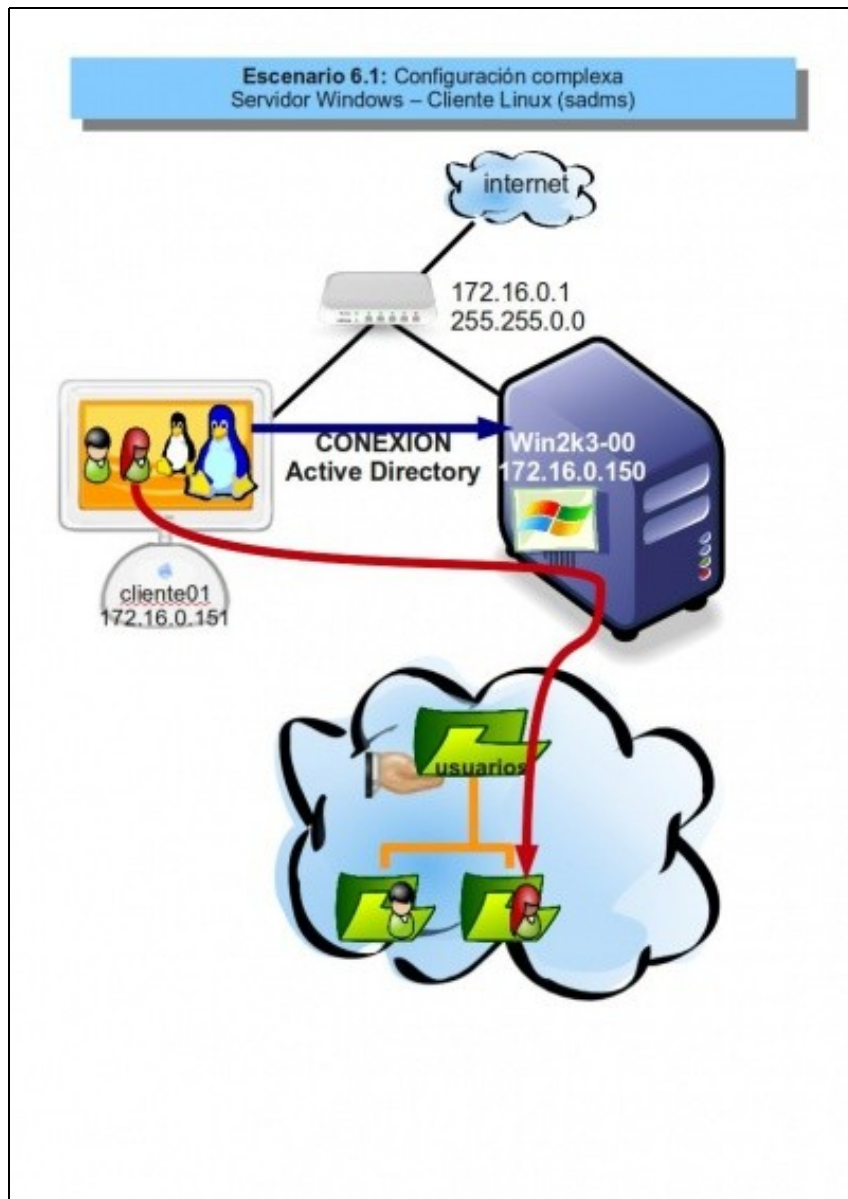 Escenario 6.1: Configuración complexa
Servidor Windows – Cliente Linux (sadms)
internet
172.16.0.1
255.255.0.0
CONEXION
Active Directory
Win2k3-00
172.16.0.150
cliente01
172.16.0.151
usuarios